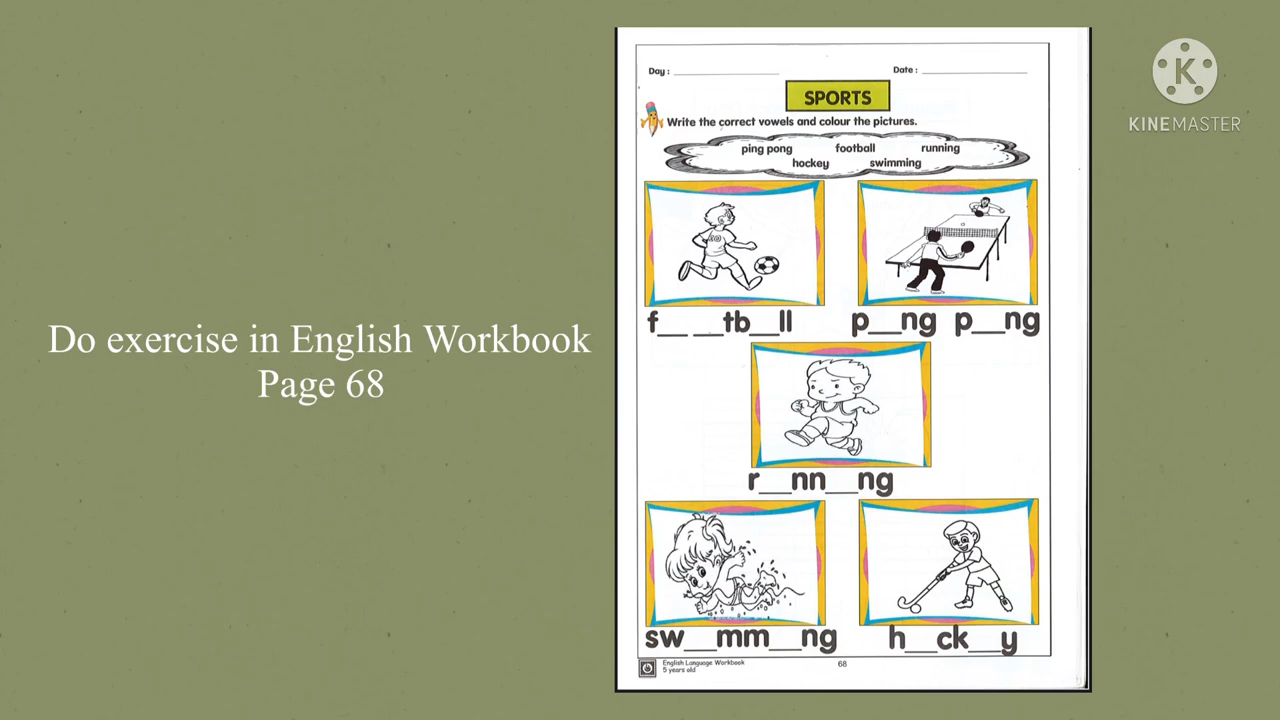 Do exercise in English Workbook
Page 68
KINEMASTER
Day : ____________ Date : ____________
SPORTS
Write the correct vowels and colour the pictures.
ping pong football running
hockey swimming
f__ __tb__ll p__ng p__ng
r__nn__ng
sw__mm__ng h__ck__y
English Language Workbook
5 years old
68